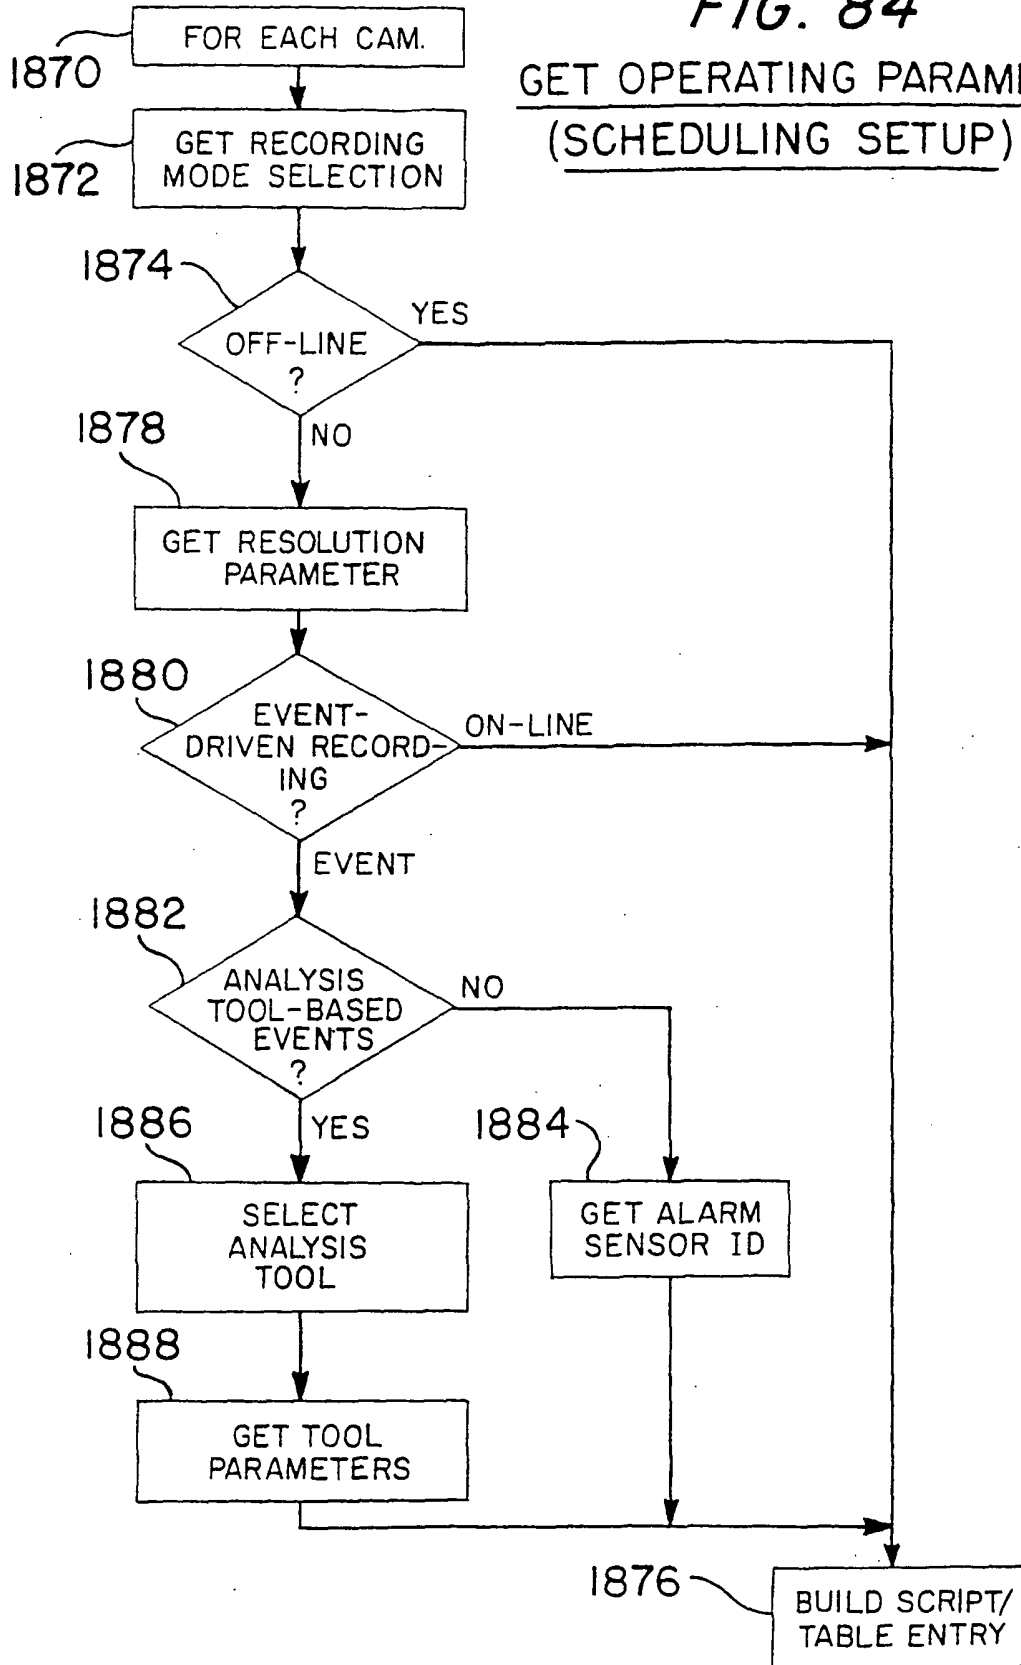 FIG. 84
GET OPERATING PARAM
(SCHEDULING SETUP)
FOR EACH CAM.
1870
GET RECORDING
MODE SELECTION
1872
1874
OFF-LINE
?
YES
NO
1878
GET RESOLUTION
PARAMETER
1880
EVENT-
DRIVEN RECORD-
ING
?
ON-LINE
EVENT
1882
ANALYSIS
TOOL-BASED
EVENTS
?
NO
YES
1886
1884
SELECT
ANALYSIS
TOOL
GET ALARM
SENSOR ID
1888
GET TOOL
PARAMETERS
1876
BUILD SCRIPT/
TABLE ENTRY